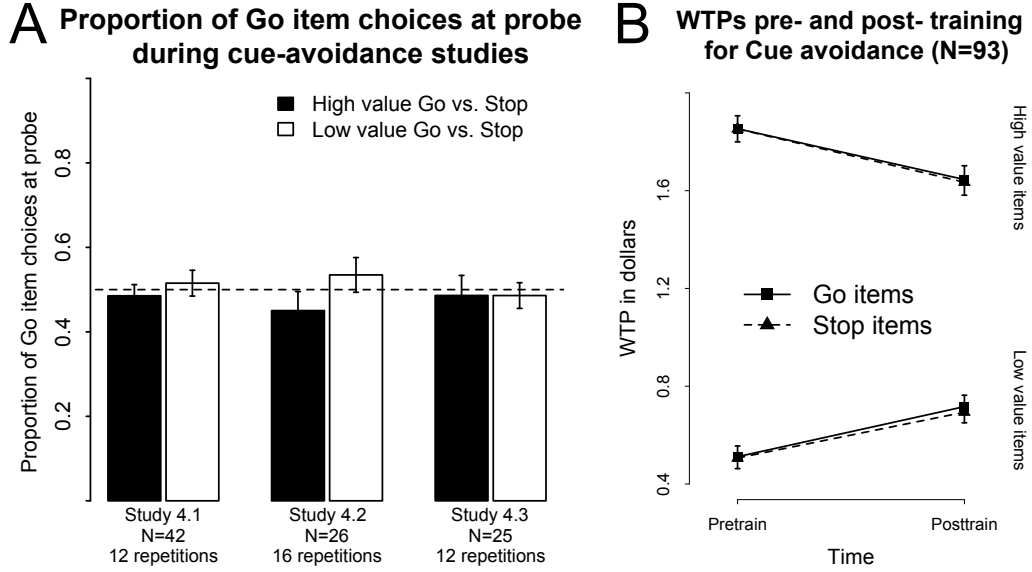 A
Proportion of Go item choices at probe
during cue-avoidance studies
High value Go vs. Stop
Low value Go vs. Stop
Proportion of Go item choices at probe
0.8
0.6
0.4
0.2
Study 4.1
N=42
12 repetitions
Study 4.2
N=26
16 repetitions
Study 4.3
N=25
12 repetitions
B
WTPs pre- and post- training
for Cue avoidance (N=93)
WTP in dollars
1.6
1.2
0.8
0.4
Go items
Stop items
High value items
Low value items
Pretrain
Posttrain
Time